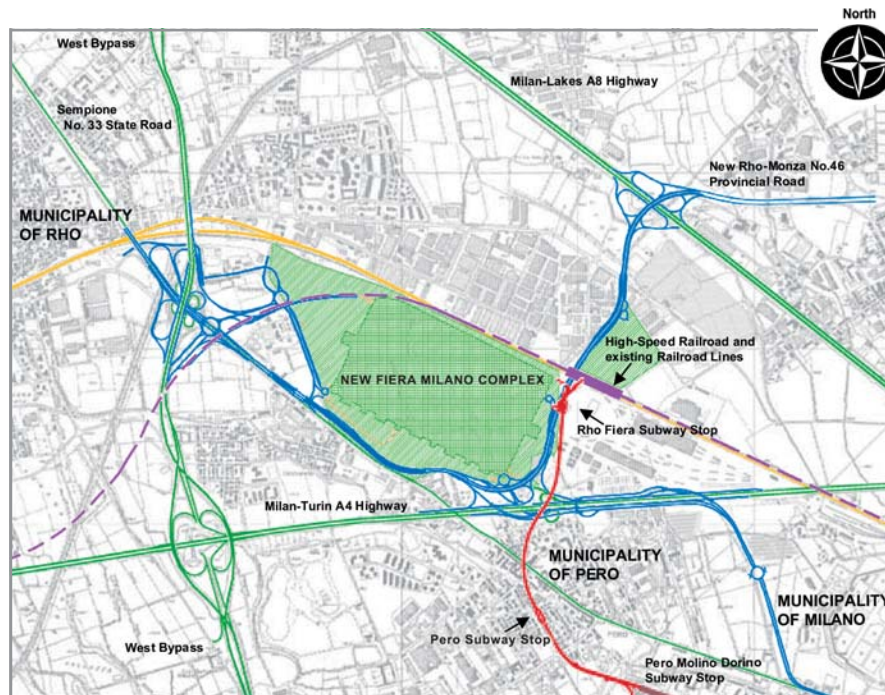 North
West Bypass
Milan-Lakes A8 Highway
Sempione
No. 33 State Road
New Rho-Monza No.46
Provincial Road
MUNICIPALITY
OF RHO
High-Speed Railroad and
existing Railroad Lines
NEW FIERA MILANO COMPLEX
Rho Fiera Subway Stop
Milan-Turin A4 Highway
MUNICIPALITY
OF PERO
MUNICIPALITY
OF MILANO
Pero Subway Stop
West Bypass
Pero Molino Dorino
Subway Stop